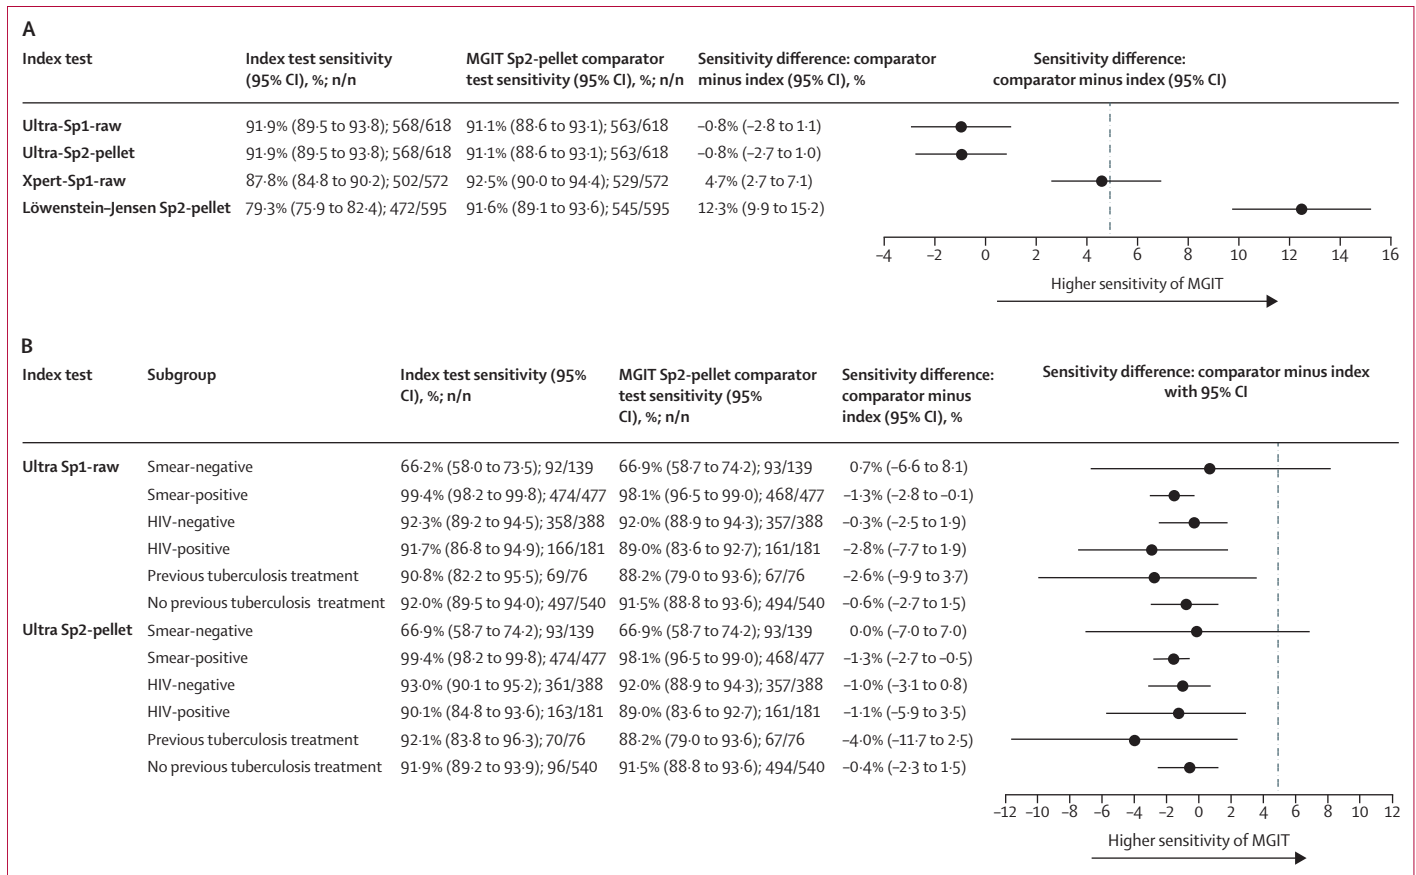 A
Index test
Index test sensitivity (95% CI), %; n/n
MGIT Sp2-pellet comparator test sensitivity (95% CI), %; n/n
Sensitivity difference: comparator minus index (95% CI), %
Sensitivity difference: comparator minus index (95% CI)
Ultra-Sp1-raw 91·9% (89·5 to 93·8); 568/618 91·1% (88·6 to 93·1); 563/618 –0·8% (–2·8 to 1·1)
Ultra-Sp2-pellet 91·9% (89·5 to 93·8); 568/618 91·1% (88·6 to 93·1); 563/618 –0·8% (–2·7 to 1·0)
Xpert-Sp1-raw 87·8% (84·8 to 90·2); 502/572 92·5% (90·0 to 94·4); 529/572 4·7% (2·7 to 7·1)
Löwenstein–Jensen Sp2-pellet 79·3% (75·9 to 82·4); 472/595 91·6% (89·1 to 93·6); 545/595 12·3% (9·9 to 15·2)
–4 –2 0 2 4 6 8 10 12 14 16
Higher sensitivity of MGIT
B
Index test
Subgroup
Index test sensitivity (95% CI), %; n/n
MGIT Sp2-pellet comparator test sensitivity (95% CI), %; n/n
Sensitivity difference: comparator minus index (95% CI), %
Sensitivity difference: comparator minus index with 95% CI
Ultra Sp1-raw Smear-negative 66·2% (58·0 to 73·5); 92/139 66·9% (58·7 to 74·2); 93/139 0·7% (–6·6 to 8·1)
Smear-positive 99·4% (98·2 to 99·8); 474/477 98·1% (96·5 to 99·0); 468/477 –1·3% (–2·8 to –0·1)
HIV-negative 92·3% (89·2 to 94·5); 358/388 92·0% (88·9 to 94·3); 357/388 –0·3% (–2·5 to 1·9)
HIV-positive 91·7% (86·8 to 94·9); 166/181 89·0% (83·6 to 92·7); 161/181 –2·8% (–7·7 to 1·9)
Previous tuberculosis treatment 90·8% (82·2 to 95·5); 69/76 88·2% (79·0 to 93·6); 67/76 –2·6% (–9·9 to 3·7)
No previous tuberculosis treatment 92·0% (89·5 to 94·0); 497/540 91·5% (88·8 to 93·6); 494/540 –0·6% (–2·7 to 1·5)
Ultra Sp2-pellet Smear-negative 66·9% (58·7 to 74·2); 93/139 66·9% (58·7 to 74·2); 93/139 0·0% (–7·0 to 7·0)
Smear-positive 99·4% (98·2 to 99·8); 474/477 98·1% (96·5 to 99·0); 468/477 –1·3% (–2·7 to –0·5)
HIV-negative 93·0% (90·1 to 95·2); 361/388 92·0% (88·9 to 94·3); 357/388 –1·0% (–3·1 to 0·8)
HIV-positive 90·1% (84·8 to 93·6); 163/181 89·0% (83·6 to 92·7); 161/181 –1·1% (–5·9 to 3·5)
Previous tuberculosis treatment 92·1% (83·8 to 96·3); 70/76 88·2% (79·0 to 93·6); 67/76 –4·0% (–11·7 to 2·5)
No previous tuberculosis treatment 91·9% (89·2 to 93·9); 96/540 91·5% (88·8 to 93·6); 494/540 –0·4% (–2·3 to 1·5)
–12 –10 –8 –6 –4 –2 0 2 4 6 8 10 12
Higher sensitivity of MGIT